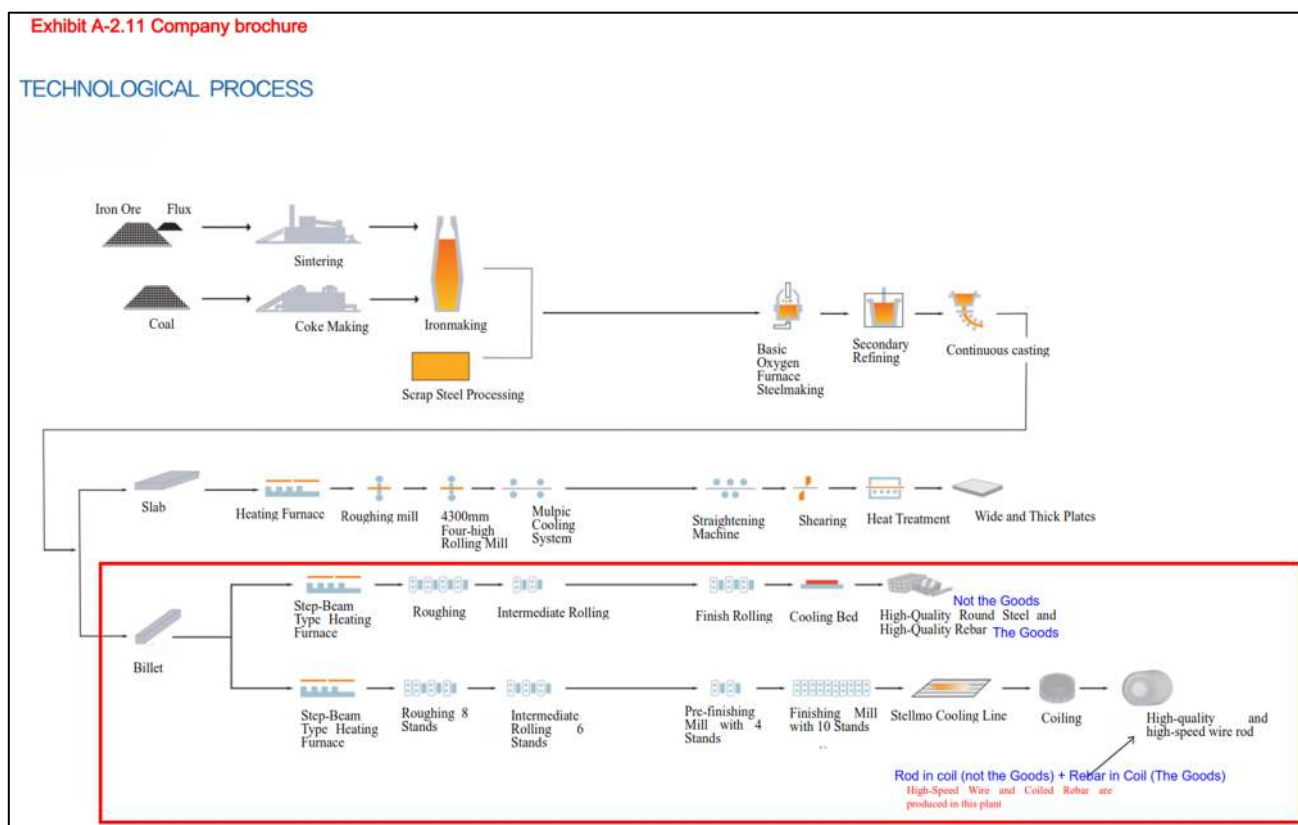 Exhibit A-2.11 Company brochure
TECHNOLOGICAL PROCESS
Iron Ore Flux
Sintering
Coal
Coke Making
Ironmaking
Scrap Steel Processing
Basic
Oxygen
Furnace
Steelmaking
Secondary
Refining
Continuous casting
Slab
Heating Furnace
Roughing mill
4300mm
Four-high
Rolling Mill
Mulpic
Cooling
System
Straightening
Machine
Shearing
Heat Treatment
Wide and Thick Plates
Billet
Step-Beam
Type Heating
Furnace
Roughing
Intermediate Rolling
Finish Rolling
Cooling Bed
Not the Goods
High-Quality Round Steel and
High-Quality Rebar The Goods
Step-Beam
Type Heating
Furnace
Roughing 8
Stands
Intermediate
Rolling 6
Stands
Pre-finishing
Mill with 4
Stands
Finishing Mill
with 10 Stands
Stellmo Cooling Line
Coiling
High-quality and
high-speed wire rod
Rod in coil (not the Goods) + Rebar in Coil (The Goods)
High-Speed Wire and Coiled Rebar are
produced in this plant